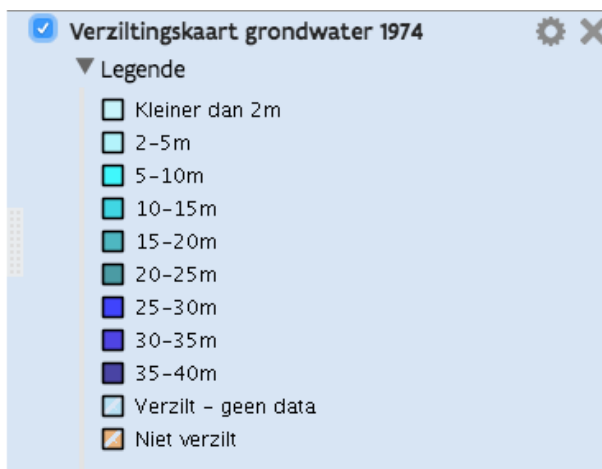 Verziltingskaart grondwater 1974
Legende
Kleiner dan 2m
2-5m
5-10m
10-15m
15-20m
20-25m
25-30m
30-35m
35-40m
Verzilt - geen data
Niet verzilt